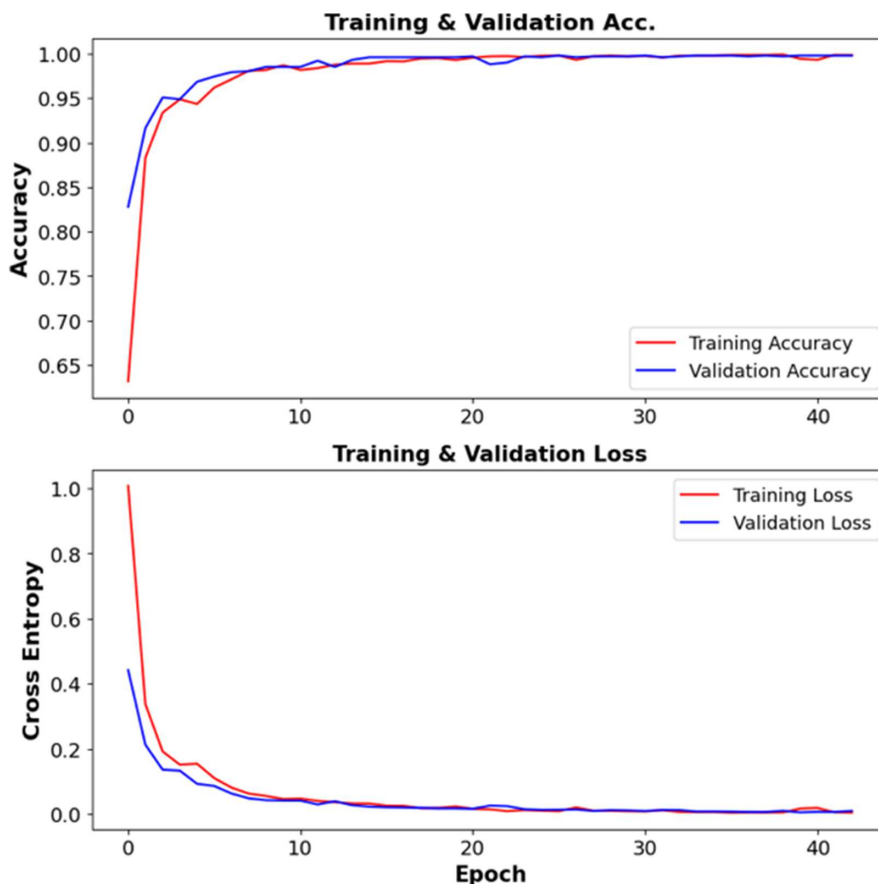 Training & Validation Acc.
Accuracy
1.00
0.95
0.90
0.85
0.80
0.75
0.70
0.65
Training Accuracy
Validation Accuracy
0 10 20 30 40
Training & Validation Loss
Cross Entropy
1.0
0.8
0.6
0.4
0.2
0.0
Training Loss
Validation Loss
0 10 20 30 40
Epoch